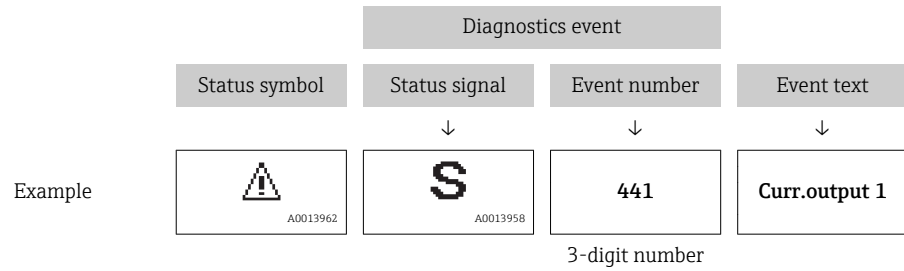 Diagnostics event
Status symbol Status signal Event number Event text
↓ ↓ ↓
Example S 441 Curr.output 1
A0013962 A0013958
3-digit number